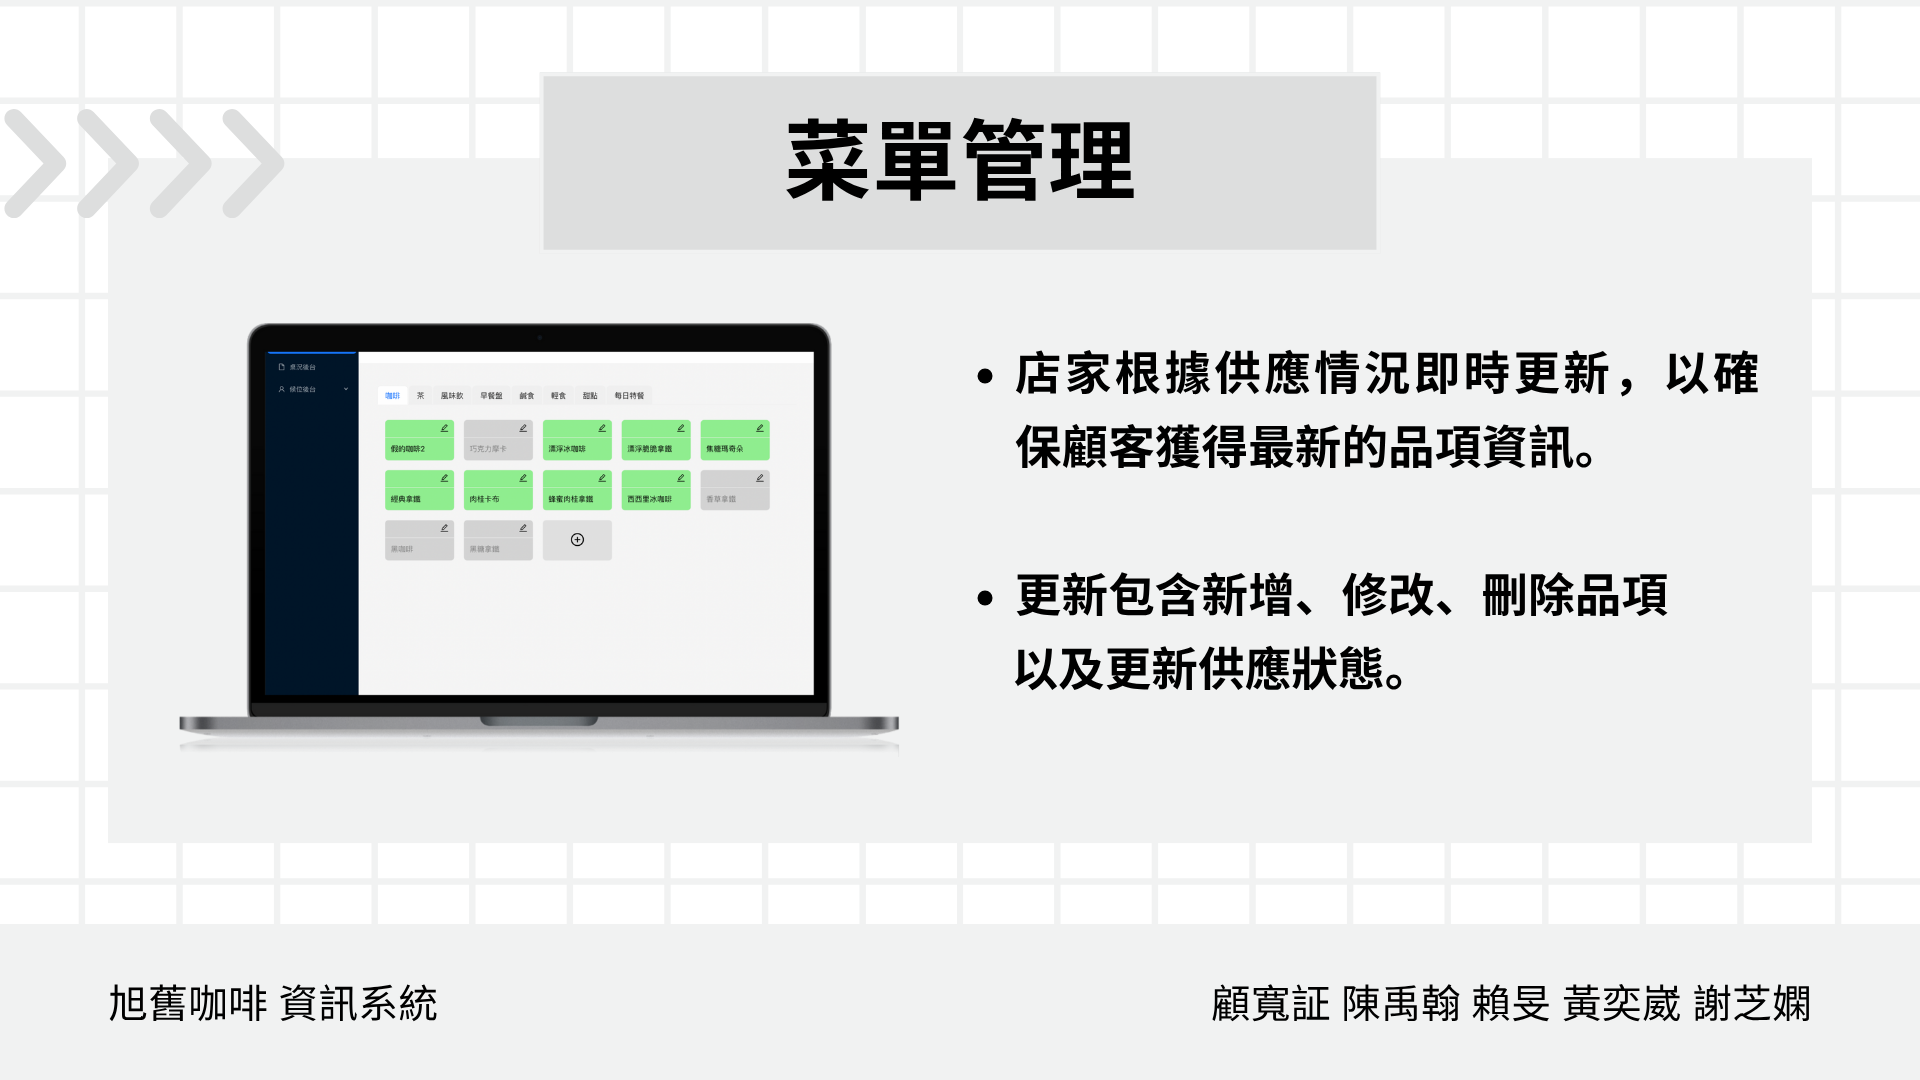 菜單管理
桌況後台
候位後台
咖啡 茶 風味飲 早餐盤 鹹食 輕食 甜點 每日特餐
假的咖啡2 巧克力摩卡 漂浮冰咖啡 漂浮脆脆拿鐵 焦糖瑪奇朵
經典拿鐵 肉桂卡布 蜂蜜肉桂拿鐵 西西里冰咖啡 香草拿鐵
黑咖啡 黑糖拿鐵
店家根據供應情況即時更新，以確
保顧客獲得最新的品項資訊。
更新包含新增、修改、刪除品項
以及更新供應狀態。
旭舊咖啡 資訊系統
顧寬証 陳禹翰 賴旻 黃奕崴 謝芝嫻